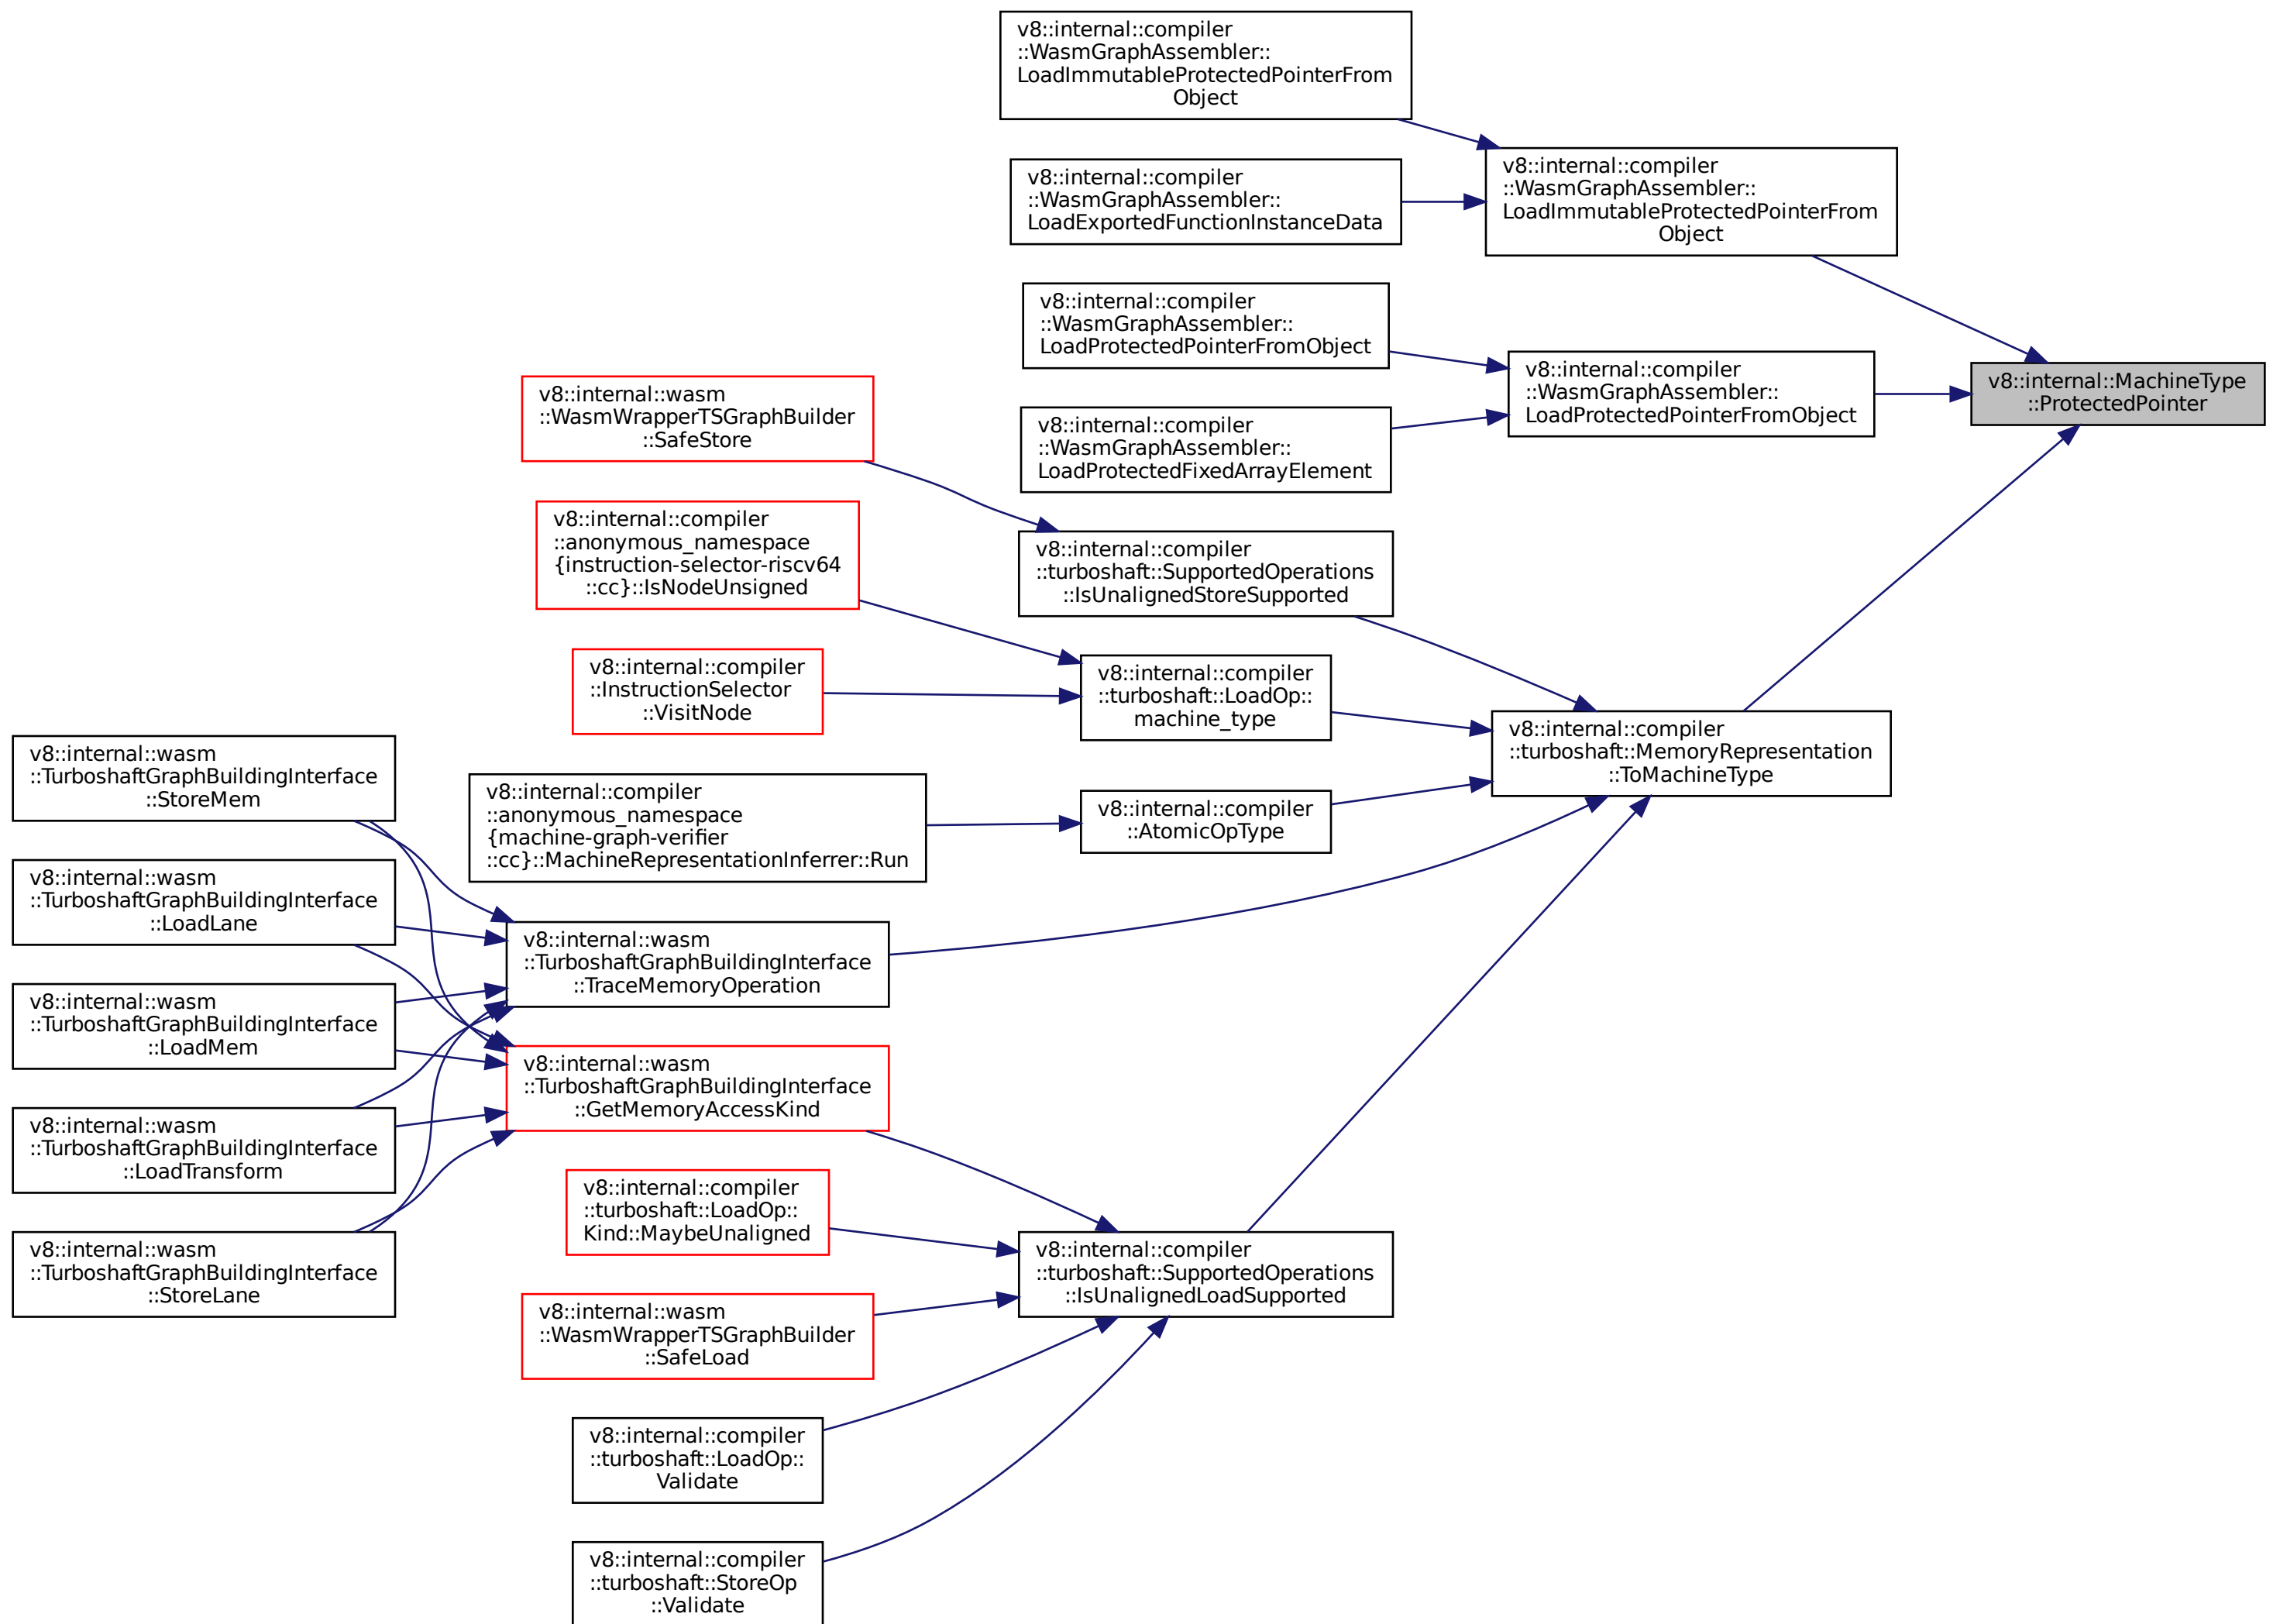 v8::internal::compiler
::WasmGraphAssembler::
LoadImmutableProtectedPointerFrom
Object
v8::internal::compiler
::WasmGraphAssembler::
LoadImmutableProtectedPointerFrom
Object
v8::internal::compiler
::WasmGraphAssembler::
LoadExportedFunctionInstanceData
v8::internal::compiler
::WasmGraphAssembler::
LoadProtectedPointerFromObject
v8::internal::compiler
::WasmGraphAssembler::
LoadProtectedPointerFromObject
v8::internal::MachineType
::ProtectedPointer
v8::internal::wasm
::WasmWrapperTSGraphBuilder
::SafeStore
v8::internal::compiler
::WasmGraphAssembler::
LoadProtectedFixedArrayElement
v8::internal::compiler
::anonymous_namespace
{instruction-selector-riscv64
::cc}::IsNodeUnsigned
v8::internal::compiler
::turboshaft::SupportedOperations
::IsUnalignedStoreSupported
v8::internal::compiler
::InstructionSelector
::VisitNode
v8::internal::compiler
::turboshaft::LoadOp::
machine_type
v8::internal::compiler
::turboshaft::MemoryRepresentation
::ToMachineType
v8::internal::wasm
::TurboshaftGraphBuildingInterface
::StoreMem
v8::internal::compiler
::anonymous_namespace
{machine-graph-verifier
::cc}::MachineRepresentationInferrer::Run
v8::internal::compiler
::AtomicOpType
v8::internal::wasm
::TurboshaftGraphBuildingInterface
::LoadLane
v8::internal::wasm
::TurboshaftGraphBuildingInterface
::TraceMemoryOperation
v8::internal::wasm
::TurboshaftGraphBuildingInterface
::LoadMem
v8::internal::wasm
::TurboshaftGraphBuildingInterface
::GetMemoryAccessKind
v8::internal::wasm
::TurboshaftGraphBuildingInterface
::LoadTransform
v8::internal::compiler
::turboshaft::LoadOp::
Kind::MaybeUnaligned
v8::internal::wasm
::TurboshaftGraphBuildingInterface
::StoreLane
v8::internal::compiler
::turboshaft::SupportedOperations
::IsUnalignedLoadSupported
v8::internal::wasm
::WasmWrapperTSGraphBuilder
::SafeLoad
v8::internal::compiler
::turboshaft::LoadOp::
Validate
v8::internal::compiler
::turboshaft::StoreOp
::Validate